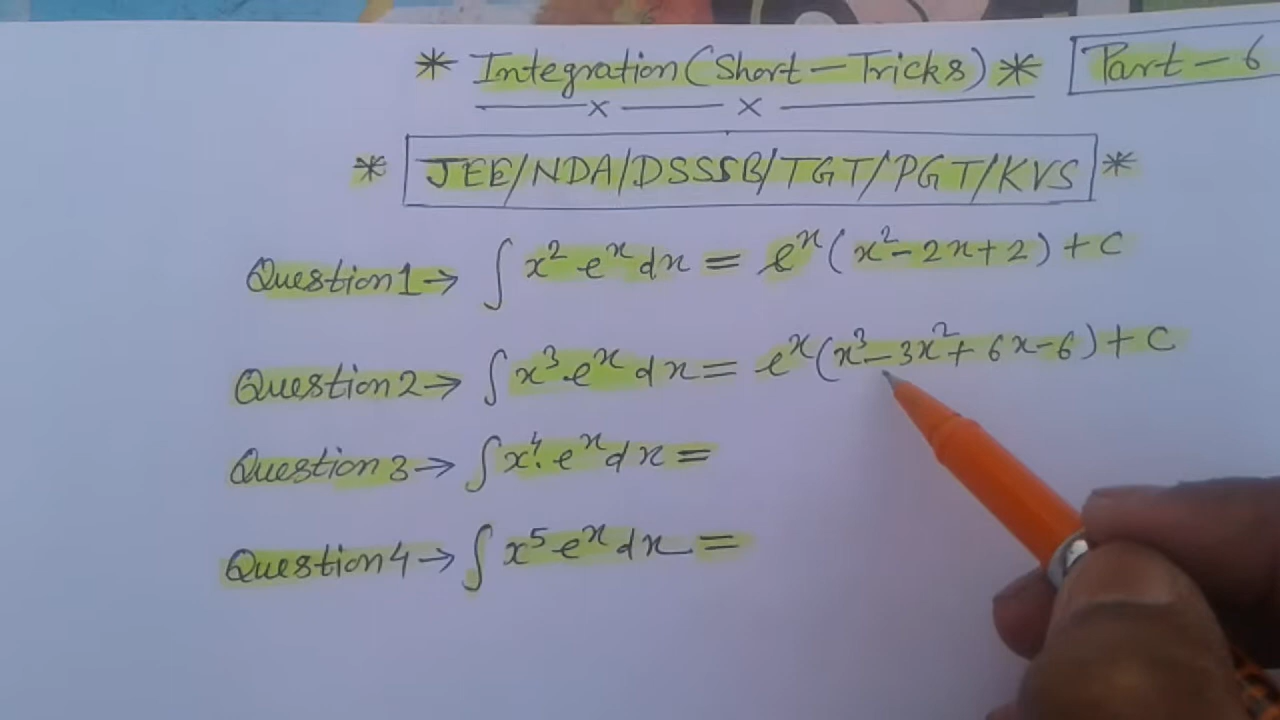 * Integration (Short-Tricks) * Part-6
* JEE/NDA/DSSSB/TGT/PGT/KVS *
Question 1 → ∫ x² eˣ dx = eˣ (x² - 2x + 2) + C
Question 2 → ∫ x³ · eˣ dx = eˣ (x³ - 3x² + 6x - 6) + C
Question 3 → ∫ x⁴ · eˣ dx =
Question 4 → ∫ x⁵ eˣ dx =